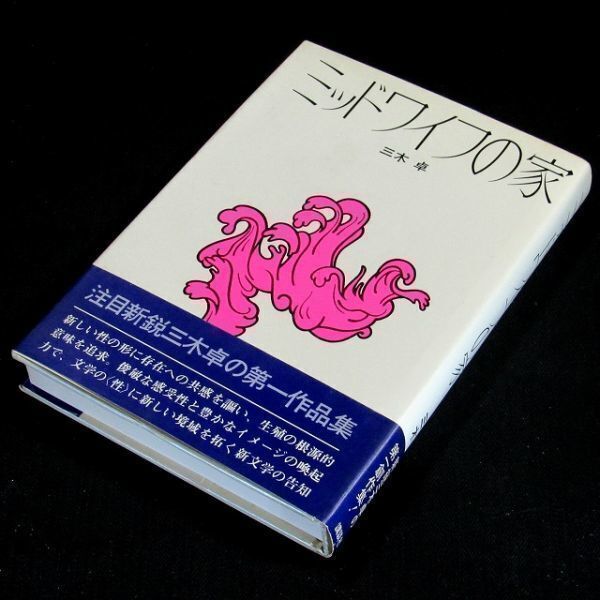 ミッドワイフの家
三木 卓
注目新鋭三木卓の第一作品集
新しい性の形に存在への共感を謳い、生殖の根源的
意味を追求。俊敏な感受性と豊かなイメージの喚起
力で、文学の〈性〉に新しい境域を拓く新文学の告知